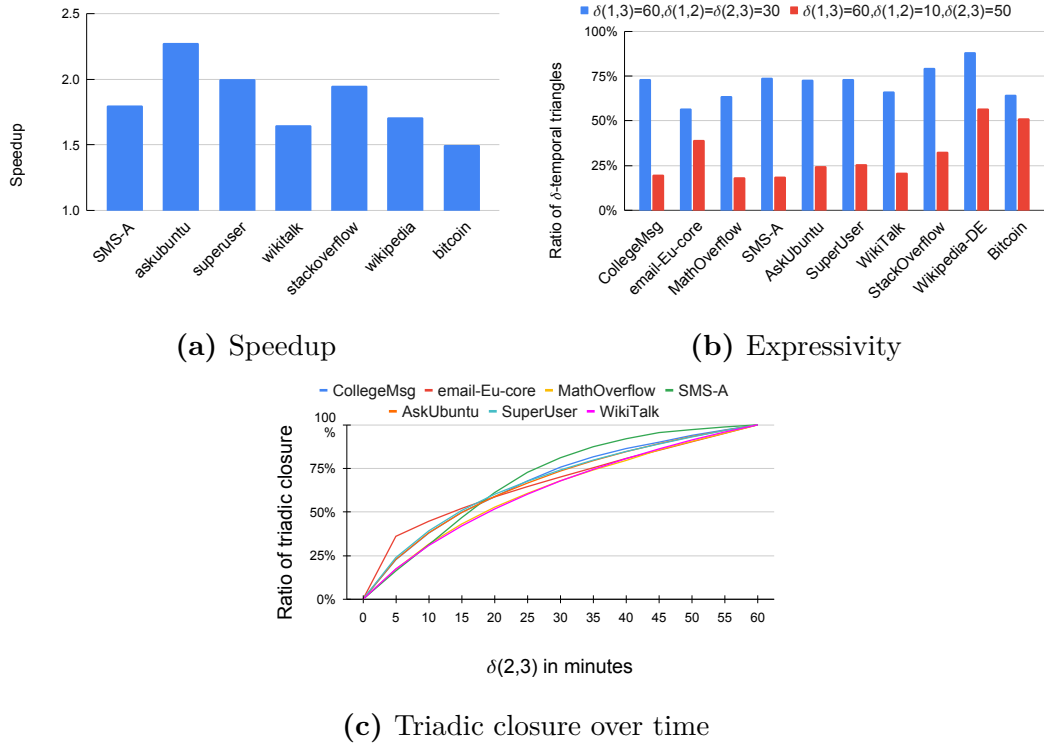 2.5
2.0
1.5
1.0
Speedup
SMS-A
askubuntu
superuser
wikitalk
stackoverflow
wikipedia
bitcoin
(a) Speedup
δ(1,3)=60,δ(1,2)=δ(2,3)=30 δ(1,3)=60,δ(1,2)=10,δ(2,3)=50
100%
75%
50%
25%
0%
Ratio of δ-temporal triangles
CollegeMsg
email-Eu-core
MathOverflow
SMS-A
AskUbuntu
SuperUser
WikiTalk
StackOverflow
Wikipedia-DE
Bitcoin
(b) Expressivity
CollegeMsg email-Eu-core MathOverflow SMS-A
AskUbuntu SuperUser WikiTalk
100
%
75%
50%
25%
0%
Ratio of triadic closure
0 5 10 15 20 25 30 35 40 45 50 55 60
δ(2,3) in minutes
(c) Triadic closure over time